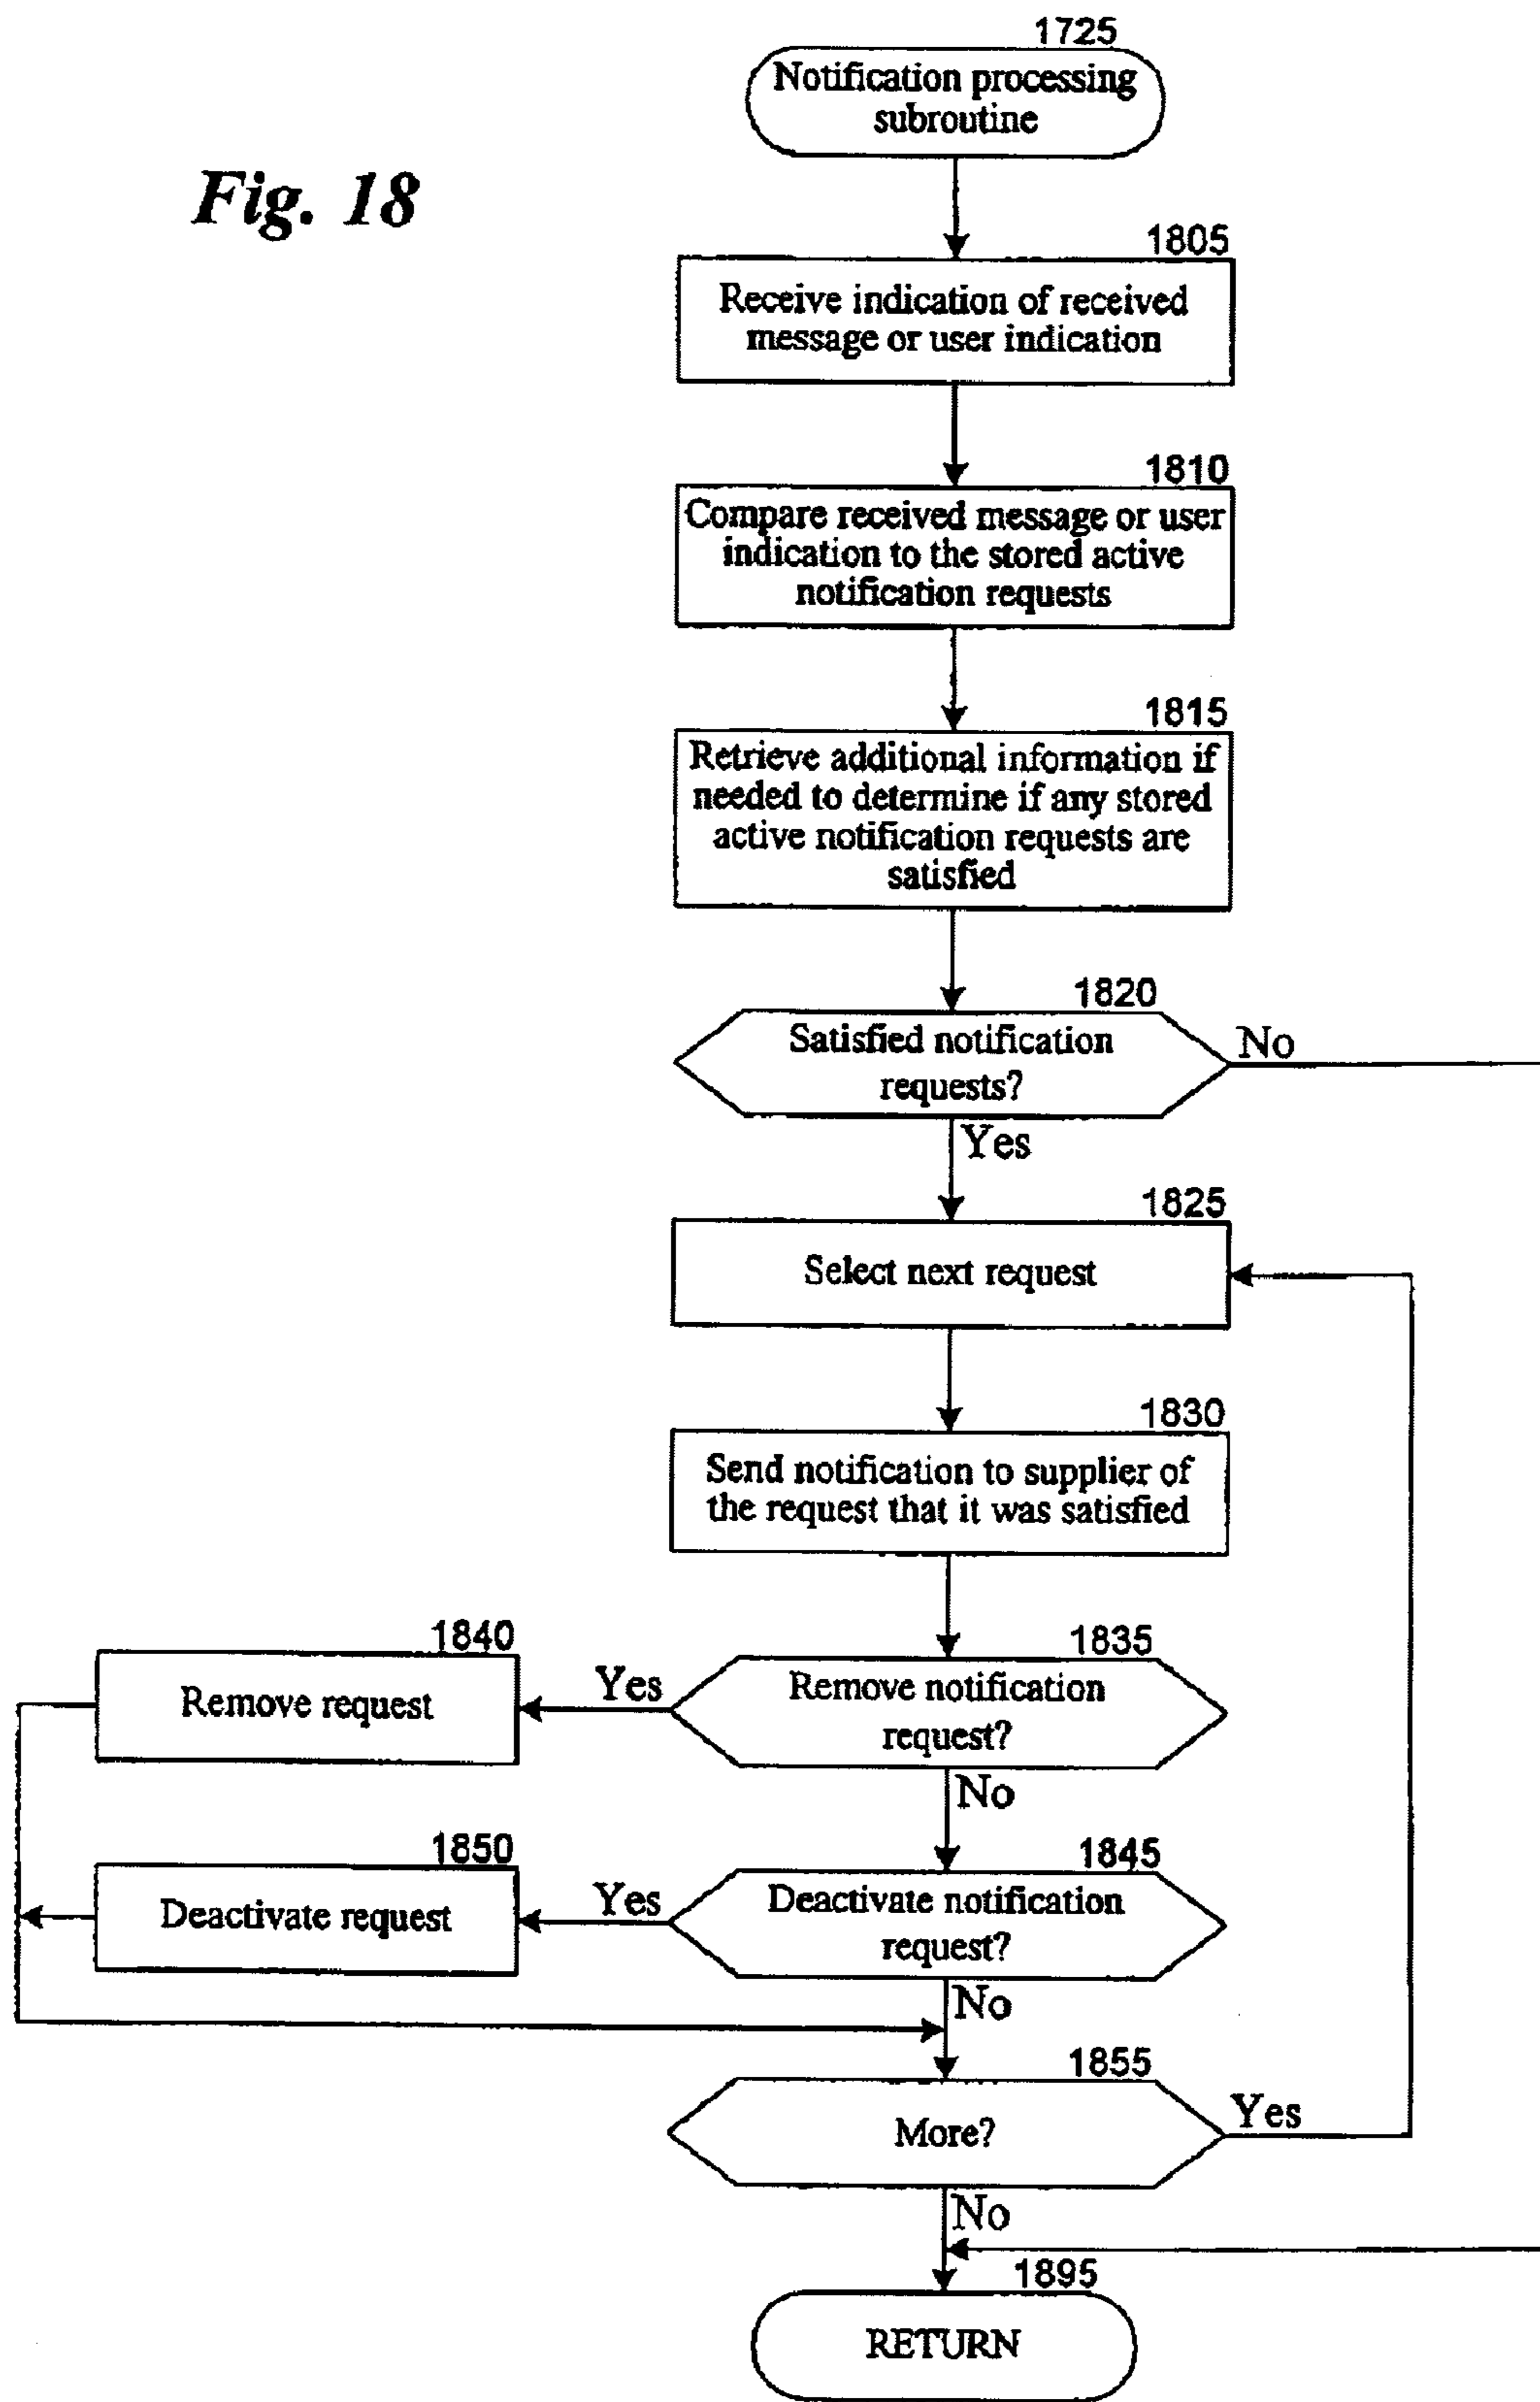 1725
Notification processing
subroutine
Fig. 18
1805
Receive indication of received
message or user indication
1810
Compare received message or user
indication to the stored active
notification requests
1815
Retrieve additional information if
needed to determine if any stored
active notification requests are
satisfied
1820
Satisfied notification
requests?
No
Yes
1825
Select next request
1830
Send notification to supplier of
the request that it was satisfied
1835
Remove notification
request?
Yes
1840
Remove request
No
1845
Deactivate notification
request?
Yes
1850
Deactivate request
No
1855
More?
Yes
No
1895
RETURN